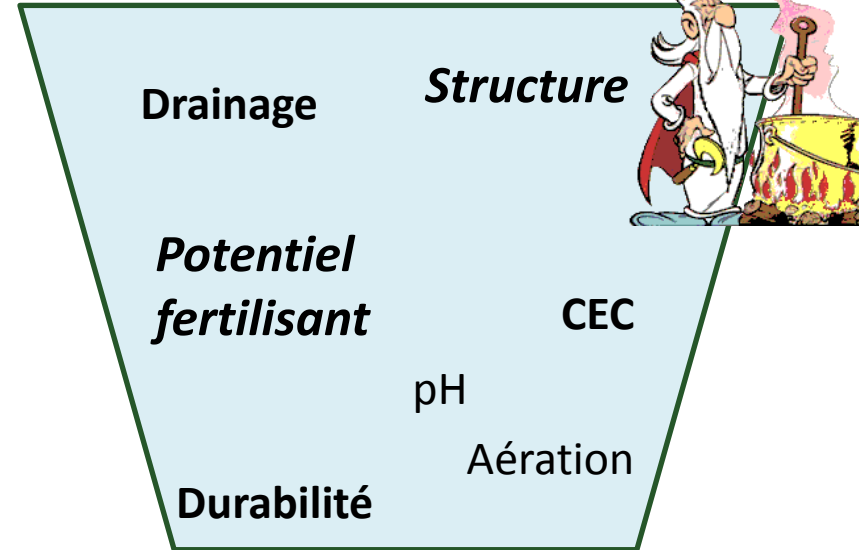 Structure
Drainage
Potentiel
fertilisant
CEC
pH
Aération
Durabilité